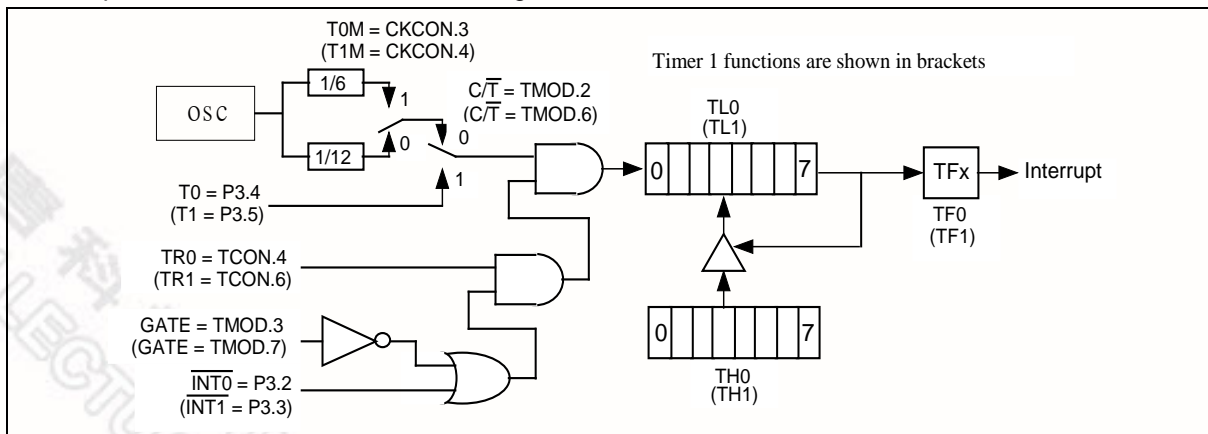 T0M = CKCON.3
(T1M = CKCON.4)
Timer 1 functions are shown in brackets
OSC
1/6
1
C/T̅ = TMOD.2
(C/T̅ = TMOD.6)
TL0
(TL1)
1/12
0
0
1
0
7
TFx
Interrupt
T0 = P3.4
(T1 = P3.5)
TF0
(TF1)
TR0 = TCON.4
(TR1 = TCON.6)
GATE = TMOD.3
(GATE = TMOD.7)
0
7
I̅N̅T̅0̅ = P3.2
(I̅N̅T̅1̅ = P3.3)
TH0
(TH1)